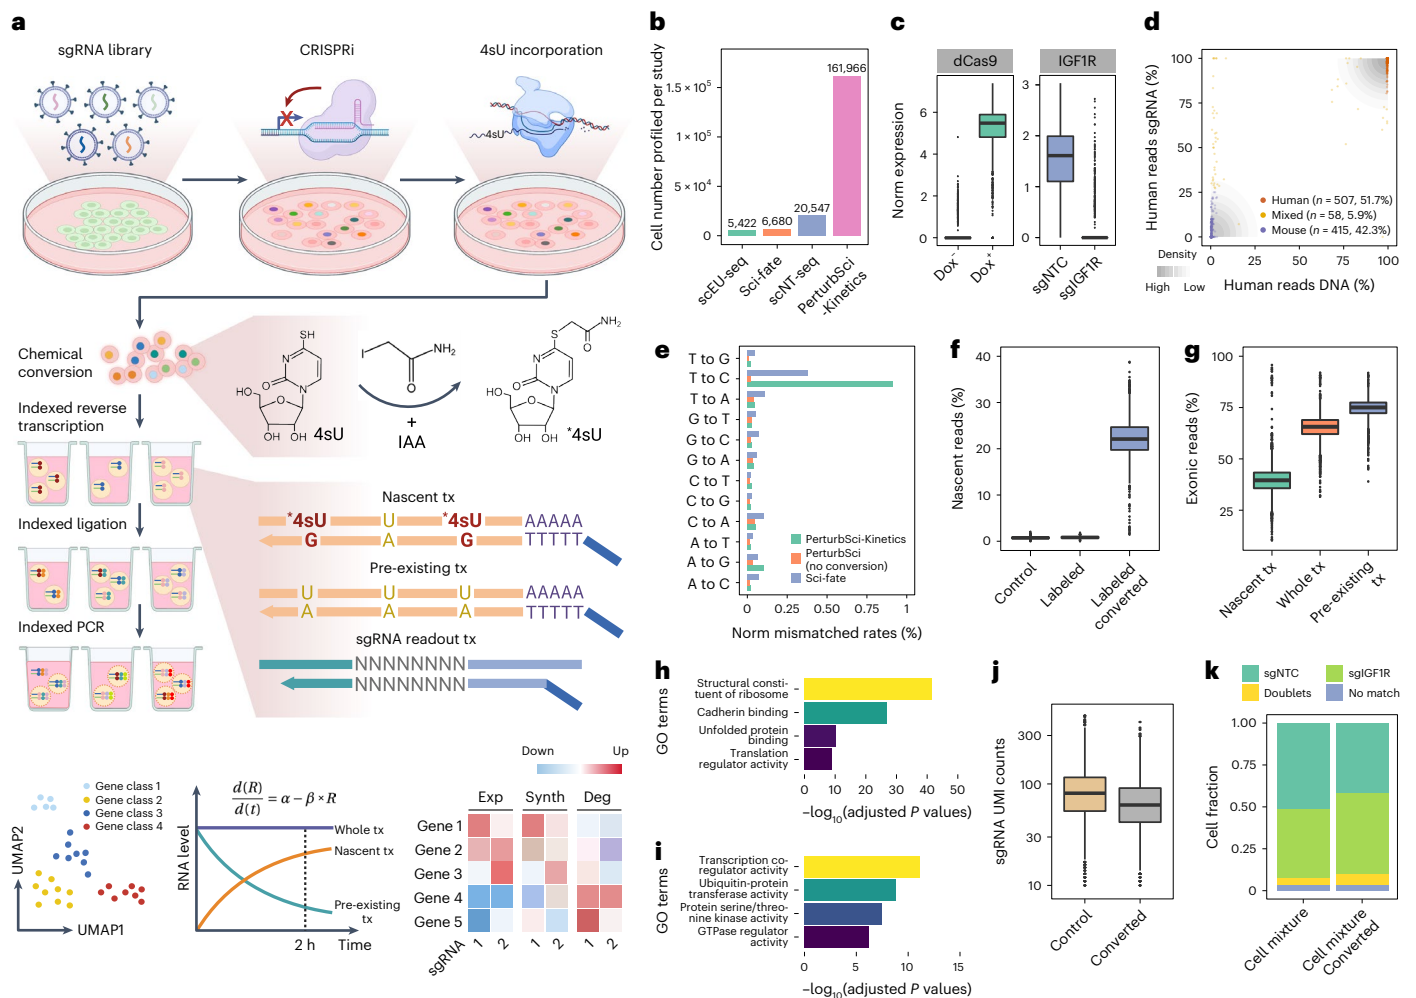 a
sgRNA library
CRISPRi
4sU incorporation
X
4sU
Chemical
conversion
SH
N
O
N
HO
O
OH OH
4sU
I
NH₂
O
+
IAA
NH₂
O
S
N
O
N
HO
O
OH OH
*4sU
Indexed reverse
transcription
Indexed ligation
Indexed PCR
Nascent tx
*4sU U *4sU AAAAA
G A G TTTTT
Pre-existing tx
U U U AAAAA
A A A TTTTT
sgRNA readout tx
NNNNNNNN
NNNNNNNN
UMAP2
UMAP1
Gene class 1
Gene class 2
Gene class 3
Gene class 4
RNA level
d(R)
d(t)
= α – β × R
Whole tx
Nascent tx
Pre-existing
tx
2 h
Time
Down Up
Exp Synth Deg
Gene 1
Gene 2
Gene 3
Gene 4
Gene 5
sgRNA
1 2 1 2 1 2
b
Cell number profiled per study
1.5 × 10⁵
1 × 10⁵
5 × 10⁴
0
5,422
6,680
20,547
161,966
scEU-seq
Sci-fate
scNT-seq
PerturbSci
-Kinetics
c
Norm expression
dCas9
6
4
2
0
Dox⁻
Dox⁺
IGF1R
3
2
1
0
sgNTC
sgIGF1R
d
Human reads sgRNA (%)
100
75
50
25
0
Human (n = 507, 51.7%)
Mixed (n = 58, 5.9%)
Mouse (n = 415, 42.3%)
0 25 50 75 100
Density
High Low
Human reads DNA (%)
e
T to G
T to C
T to A
G to T
G to C
G to A
C to T
C to G
C to A
A to T
A to G
A to C
PerturbSci-Kinetics
PerturbSci
(no conversion)
Sci-fate
0 0.25 0.50 0.75 1
Norm mismatched rates (%)
f
Nascent reads (%)
40
30
20
10
0
Control
Labeled
Labeled
converted
g
Exonic reads (%)
100
75
50
25
Nascent tx
Whole tx
Pre-existing
tx
h
GO terms
Structural consti-
tuent of ribosome
Cadherin binding
Unfolded protein
binding
Translation
regulator activity
0 10 20 30 40 50
–log₁₀(adjusted P values)
i
GO terms
Transcription co-
regulator activity
Ubiquitin-protein
transferase activity
Protein serine/threo-
nine kinase activity
GTPase regulator
activity
0 5 10 15
–log₁₀(adjusted P values)
j
sgRNA UMI counts
300
100
30
10
Control
Converted
k
sgNTC
sgIGF1R
Doublets
No match
Cell fraction
1.00
0.75
0.50
0.25
0
Cell mixture
Cell mixture
Converted